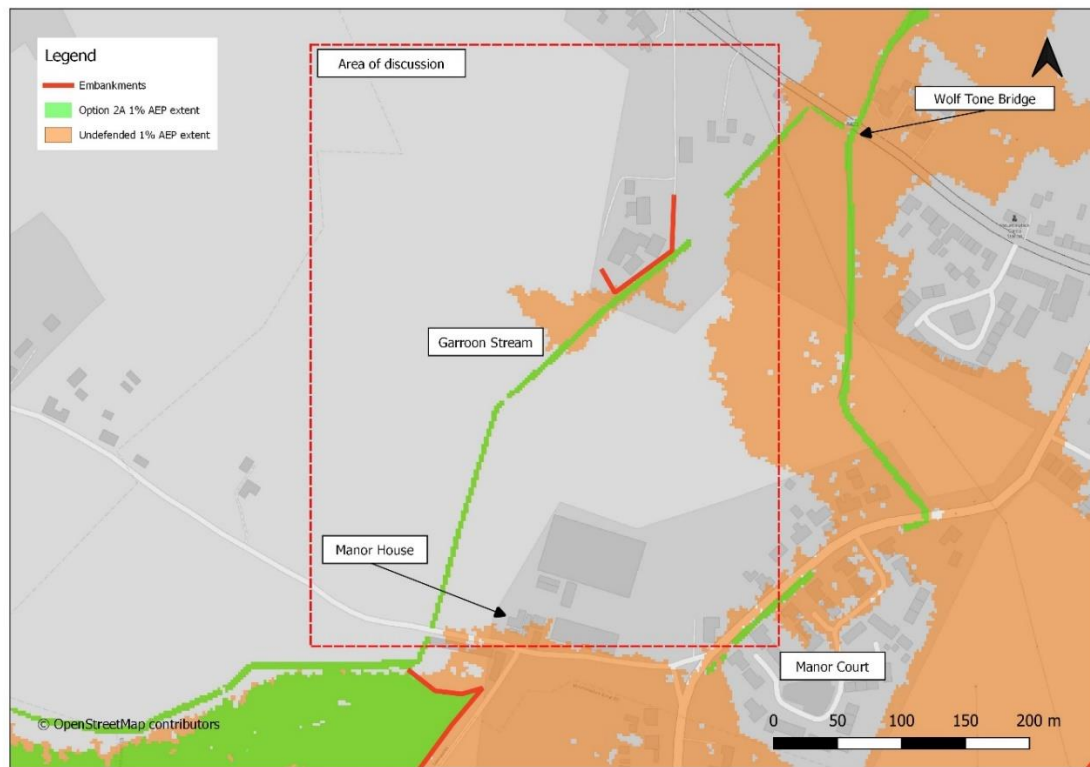 Legend
Embankments
Option 2A 1% AEP extent
Undefended 1% AEP extent
Area of discussion
Wolf Tone Bridge
Garroon Stream
Manor House
Manor Court
0 50 100 150 200 m
© OpenStreetMap contributors